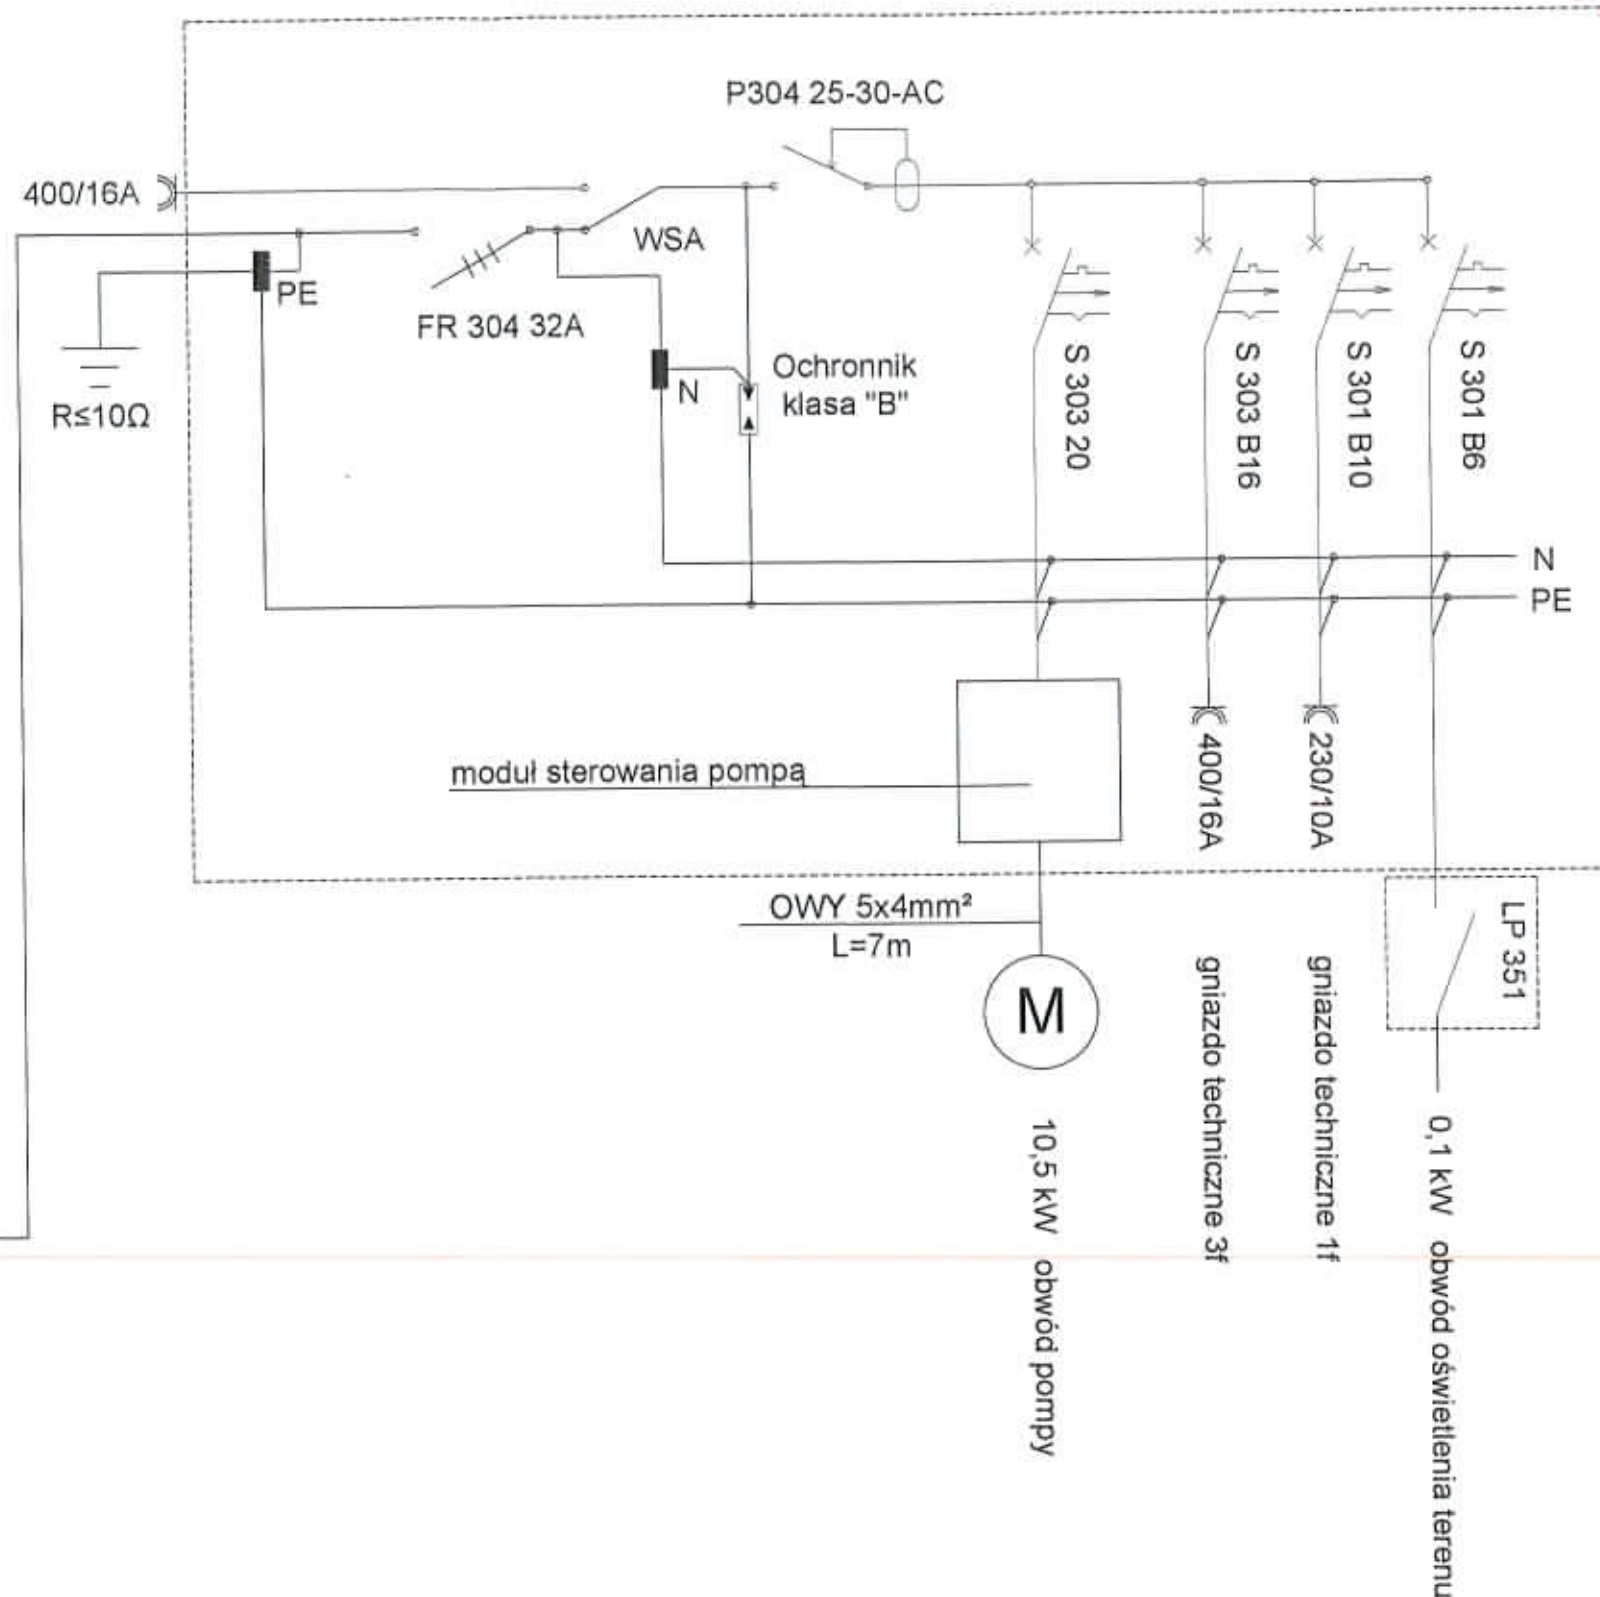 P304 25-30-AC
400/16A
WSA
PE
FR 304 32A
R≤10Ω
N
Ochronnik
klasa "B"
S 303 20
S 303 B16
S 301 B10
S 301 B6
N
PE
moduł sterowania pompą
400/16A
230/10A
OWY 5x4mm²
L=7m
LP 351
M
gniazdo techniczne 3f
gniazdo techniczne 1f
10,5 kW obwód pompy
0,1 kW obwód oświetlenia terenu